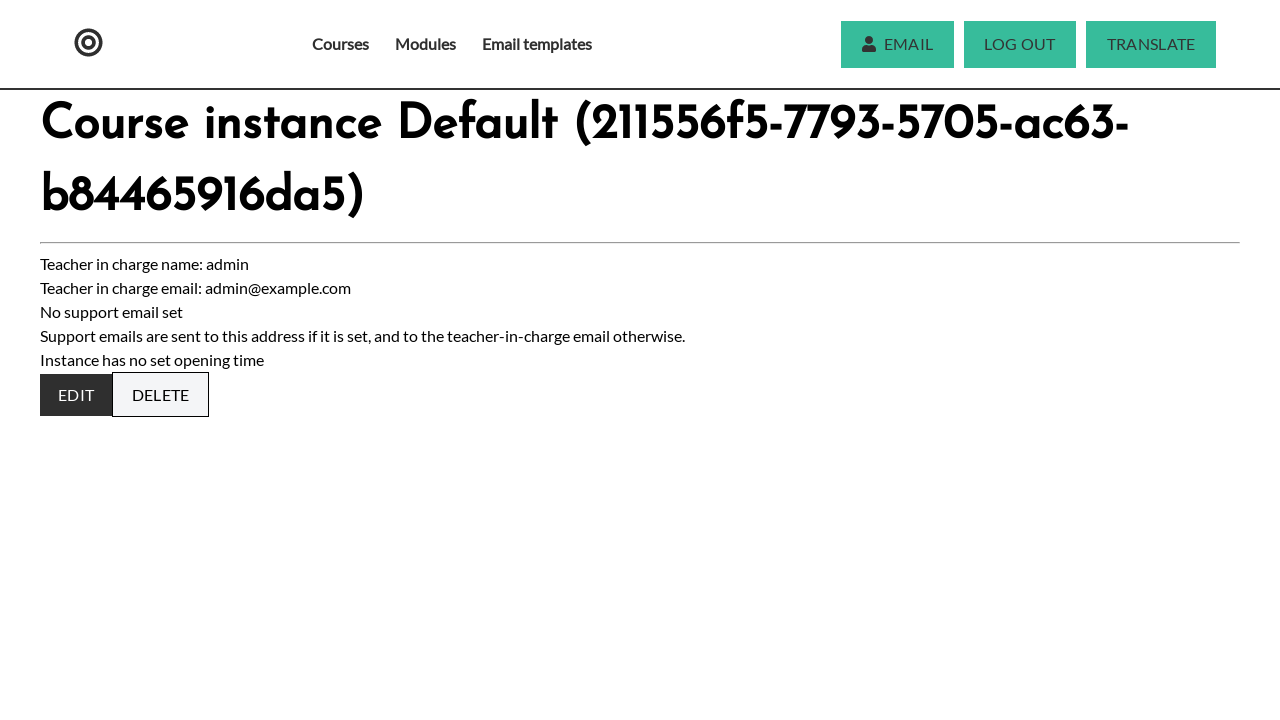 Courses Modules Email templates EMAIL LOG OUT TRANSLATE
Course instance Default (211556f5-7793-5705-ac63-
b84465916da5)
Teacher in charge name: admin
Teacher in charge email: admin@example.com
No support email set
Support emails are sent to this address if it is set, and to the teacher-in-charge email otherwise.
Instance has no set opening time
EDIT DELETE